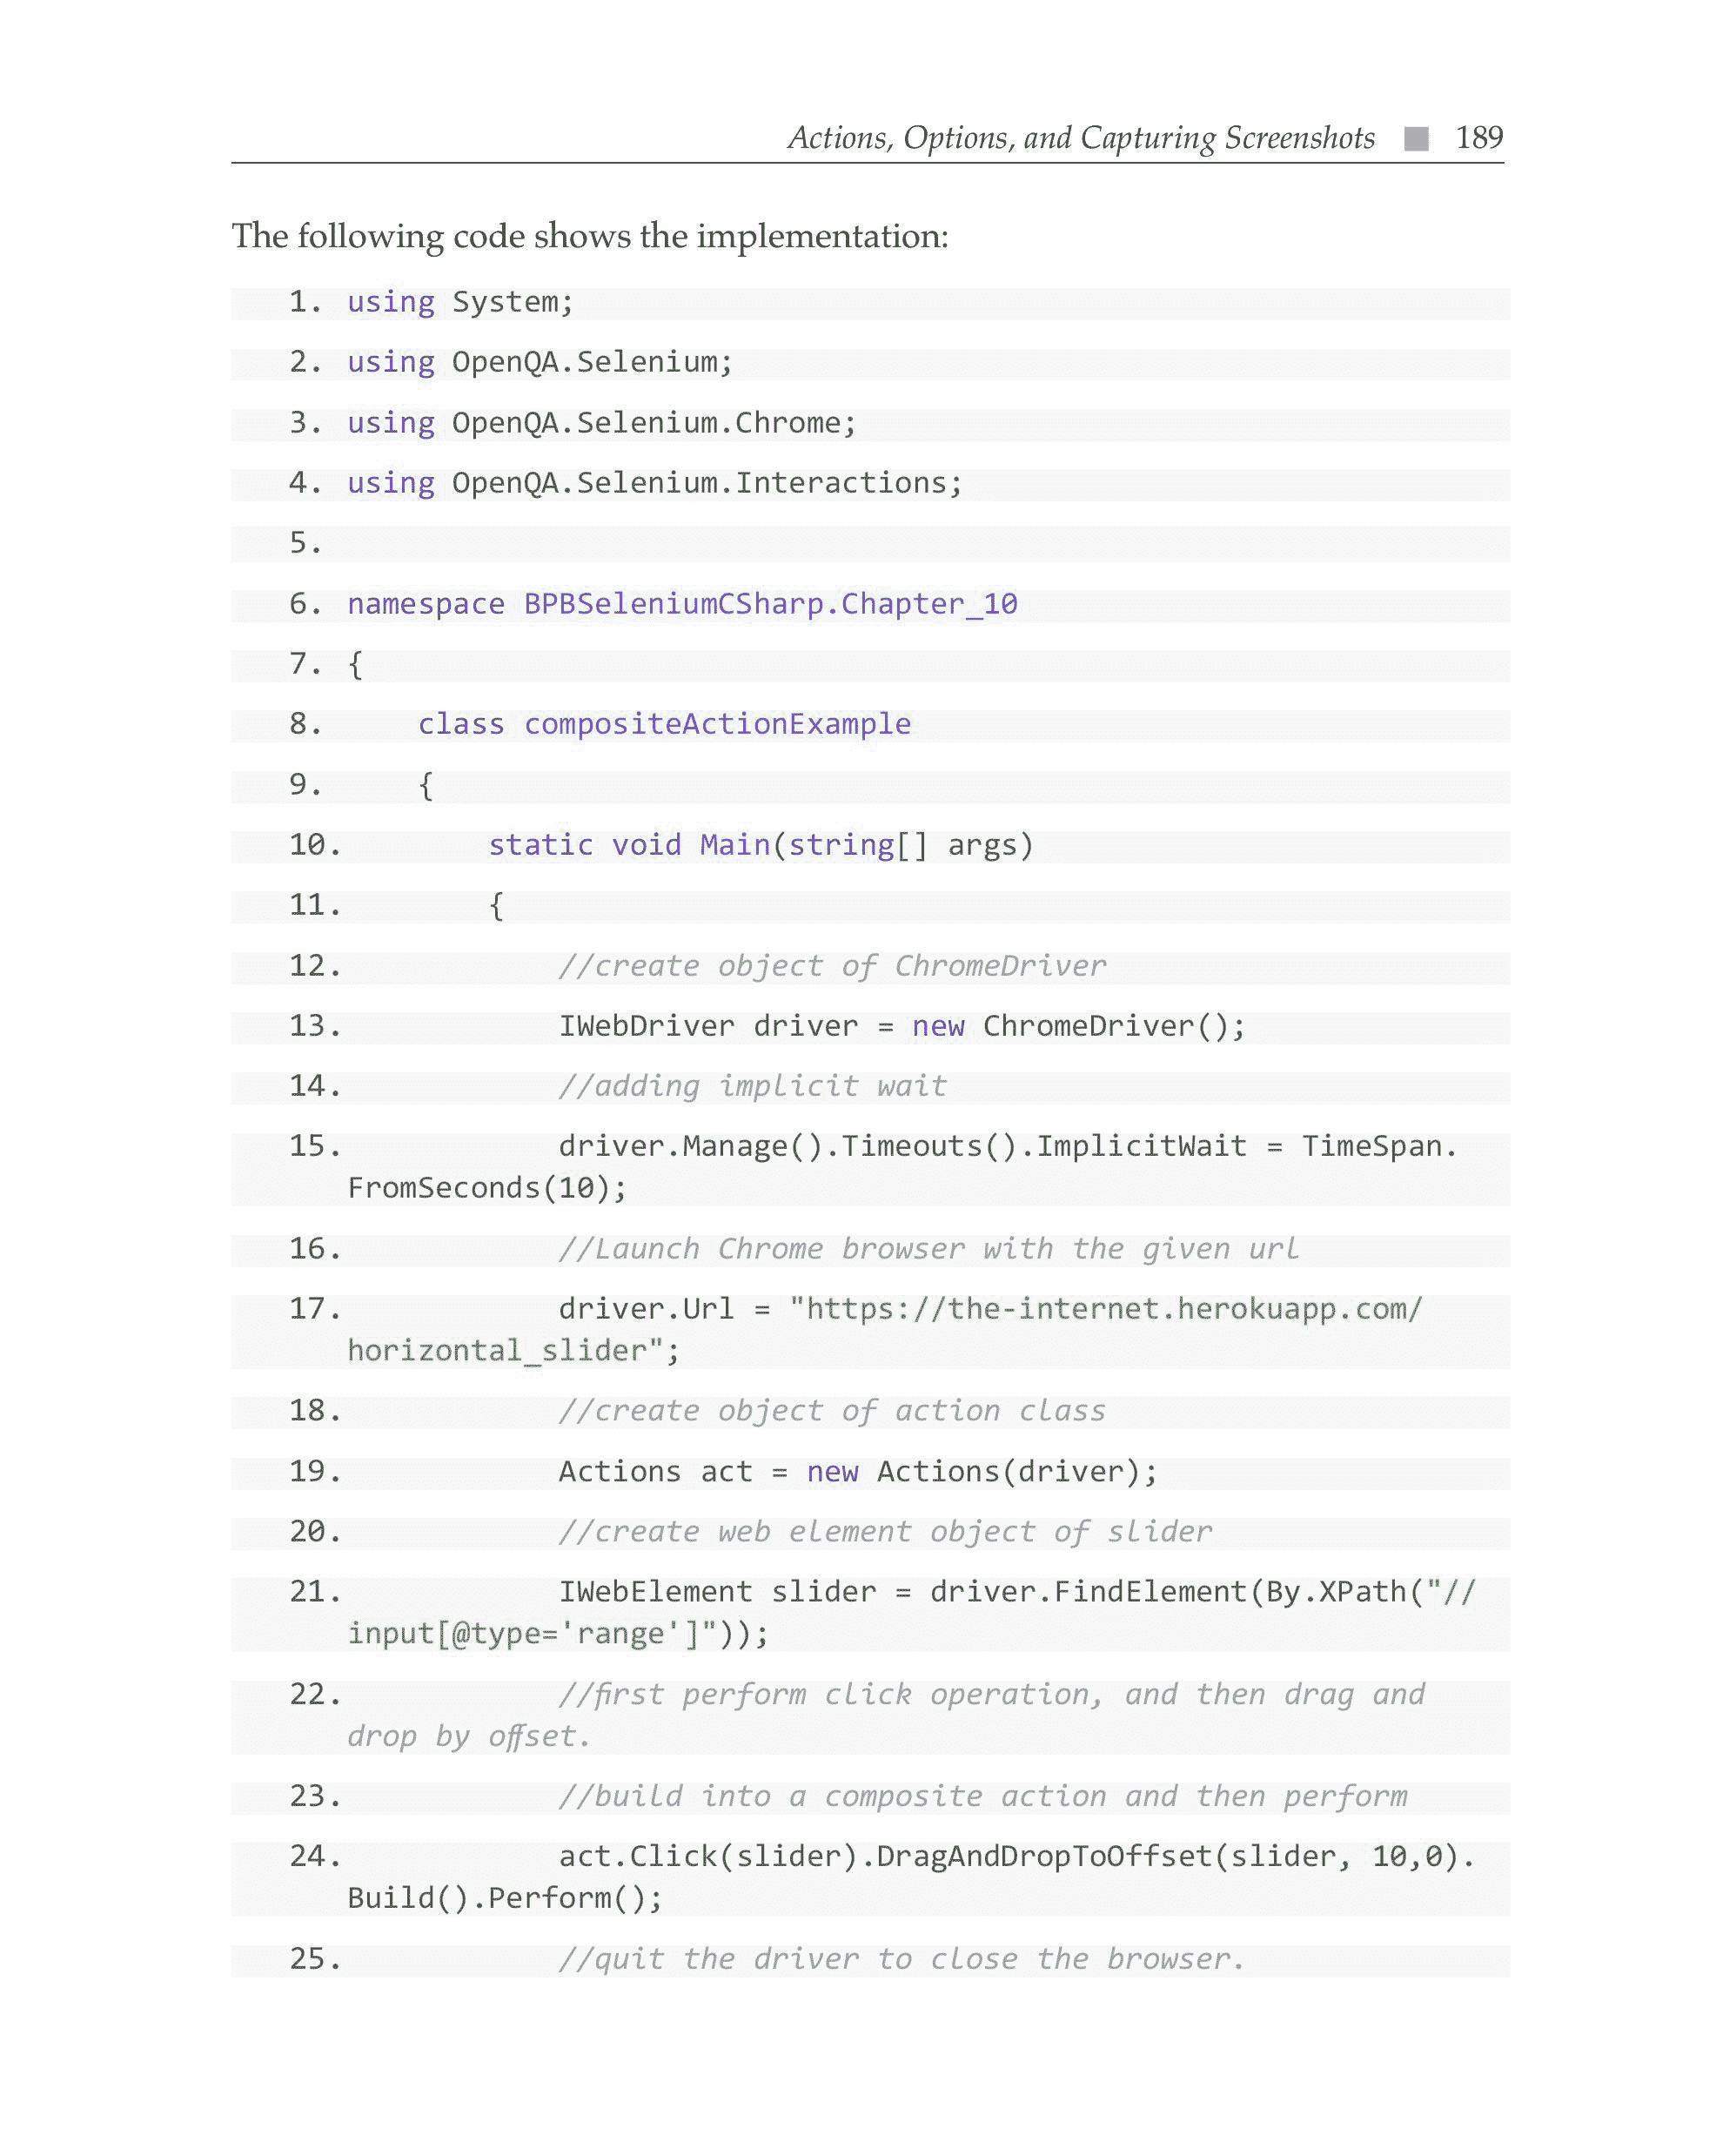 Actions, Options, and Capturing Screenshots ■ 189
The following code shows the implementation:
1. using System;
2. using OpenQA.Selenium;
3. using OpenQA.Selenium.Chrome;
4. using OpenQA.Selenium.Interactions;
5.
6. namespace BPBSeleniumCSharp.Chapter_10
7. {
8.     class compositeActionExample
9.     {
10.         static void Main(string[] args)
11.         {
12.             //create object of ChromeDriver
13.             IWebDriver driver = new ChromeDriver();
14.             //adding implicit wait
15.             driver.Manage().Timeouts().ImplicitWait = TimeSpan.
FromSeconds(10);
16.             //Launch Chrome browser with the given url
17.             driver.Url = "https://the-internet.herokuapp.com/
horizontal_slider";
18.             //create object of action class
19.             Actions act = new Actions(driver);
20.             //create web element object of slider
21.             IWebElement slider = driver.FindElement(By.XPath("//
input[@type='range']"));
22.             //first perform click operation, and then drag and
drop by offset.
23.             //build into a composite action and then perform
24.             act.Click(slider).DragAndDropToOffset(slider, 10,0).
Build().Perform();
25.             //quit the driver to close the browser.